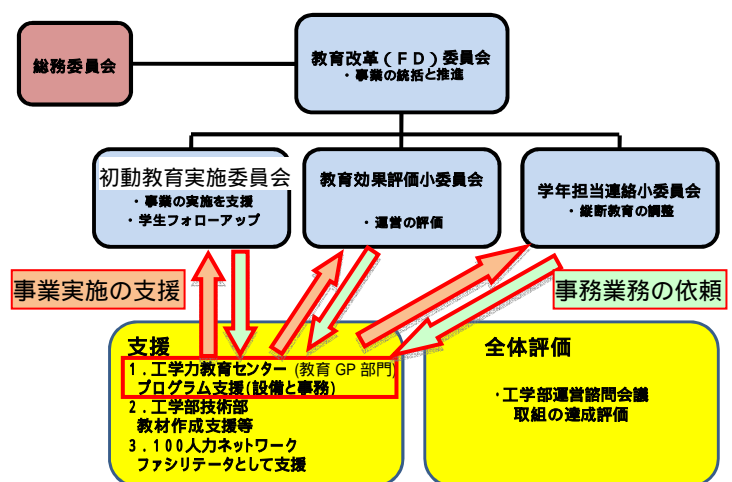 総務委員会
教育改革(FD)委員会
・事業の統括と推進
初動教育実施委員会
・事業の実施を支援
・学生フォローアップ
教育効果評価小委員会
・運営の評価
学年担当連絡小委員会
・縦断教育の調整
事業実施の支援
事務業務の依頼
支援
1.工学力教育センター(教育GP部門)
プログラム支援(設備と事務)
2.工学部技術部
教材作成支援等
3.100人力ネットワーク
ファシリテータとして支援
全体評価
・工学部運営諮問会議
取組の達成評価